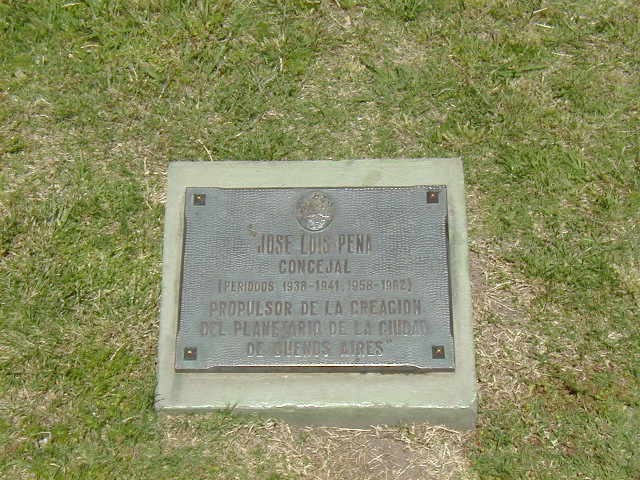 "JOSE LUIS PENA
CONCEJAL
(PERIODOS 1938-1941, 1958-1962)
PROPULSOR DE LA CREACION
DEL PLANETARIO DE LA CIUDAD
DE BUENOS AIRES"